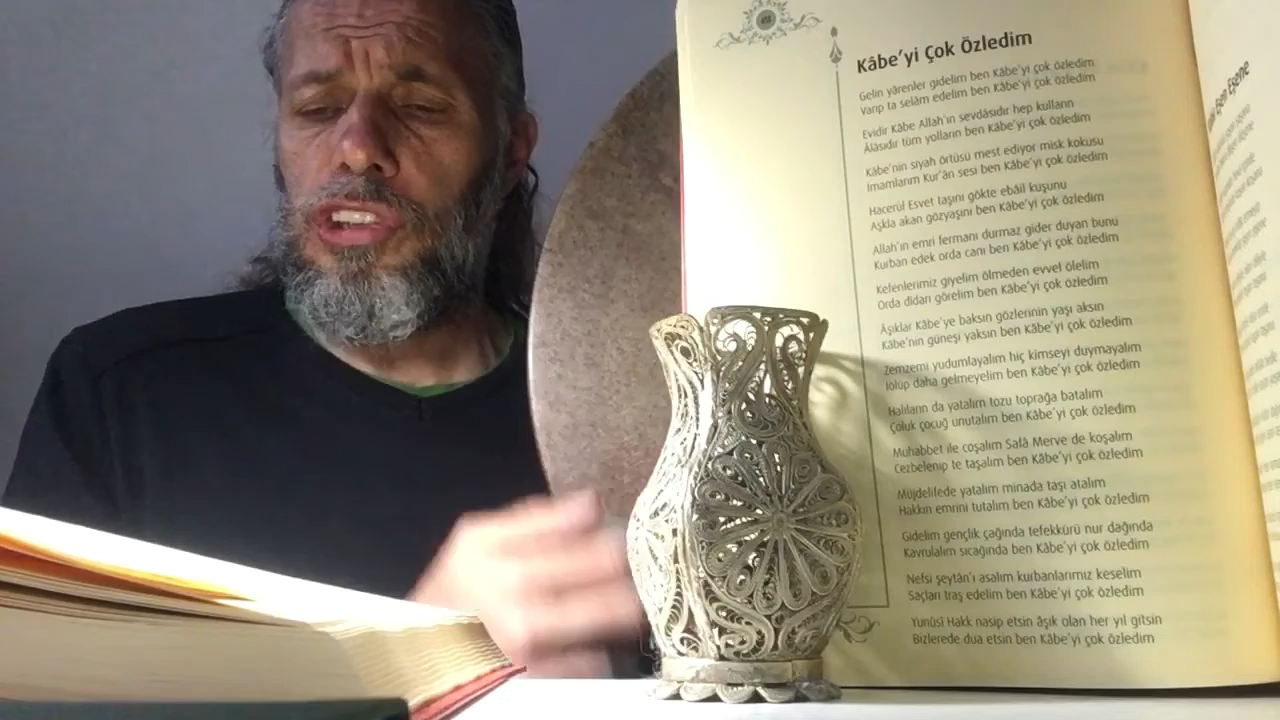 Kâbe'yi Çok Özledim
Gelin yârenler gidelim ben Kâbe'yi çok özledim
Varıp ta selâm edelim ben Kâbe'yi çok özledim
Evidir Kâbe Allah'ın sevdâsıdır hep kulların
Âlâsıdır tüm yolların ben Kâbe'yi çok özledim
Kâbe'nin siyah örtüsü mest ediyor misk kokusu
İmamların Kur'ân sesi ben Kâbe'yi çok özledim
Hacerül Esvet taşını gökte ebâil kuşunu
Aşkla akan gözyaşını ben Kâbe'yi çok özledim
Allah'ın emri fermanı durmaz gider duyan bunu
Kurban edek orda canı ben Kâbe'yi çok özledim
Kefenlerimiz giyelim ölmeden evvel ölelim
Orda dîdarı görelim ben Kâbe'yi çok özledim
Âşıklar Kâbe'ye baksın gözlerinin yaşı aksın
Kâbe'nin güneşi yaksın ben Kâbe'yi çok özledim
Zemzemi yudumlayalım hiç kimseyi duymayalım
ölüp daha gelmeyelim ben Kâbe'yi çok özledim
Halıların da yatalım tozu toprağa batalım
Çoluk çocuğ unutalım ben Kâbe'yi çok özledim
Muhabbet ile coşalım Safâ Merve de koşalım
Cezbelenip te taşalım ben Kâbe'yi çok özledim
Müjdelifede yatalım minada taşı atalım
Hakkın emrini tutalım ben Kâbe'yi çok özledim
Gidelim gençlik çağında tefekkürü nur dağında
Kavrulalım sıcağında ben Kâbe'yi çok özledim
Nefsi şeytân'ı asalım kurbanlarımız keselim
Saçları traş edelim ben Kâbe'yi çok özledim
Yunûsî Hakk nasip etsin âşık olan her yıl gitsin
Bizlerede dua etsin ben Kâbe'yi çok özledim